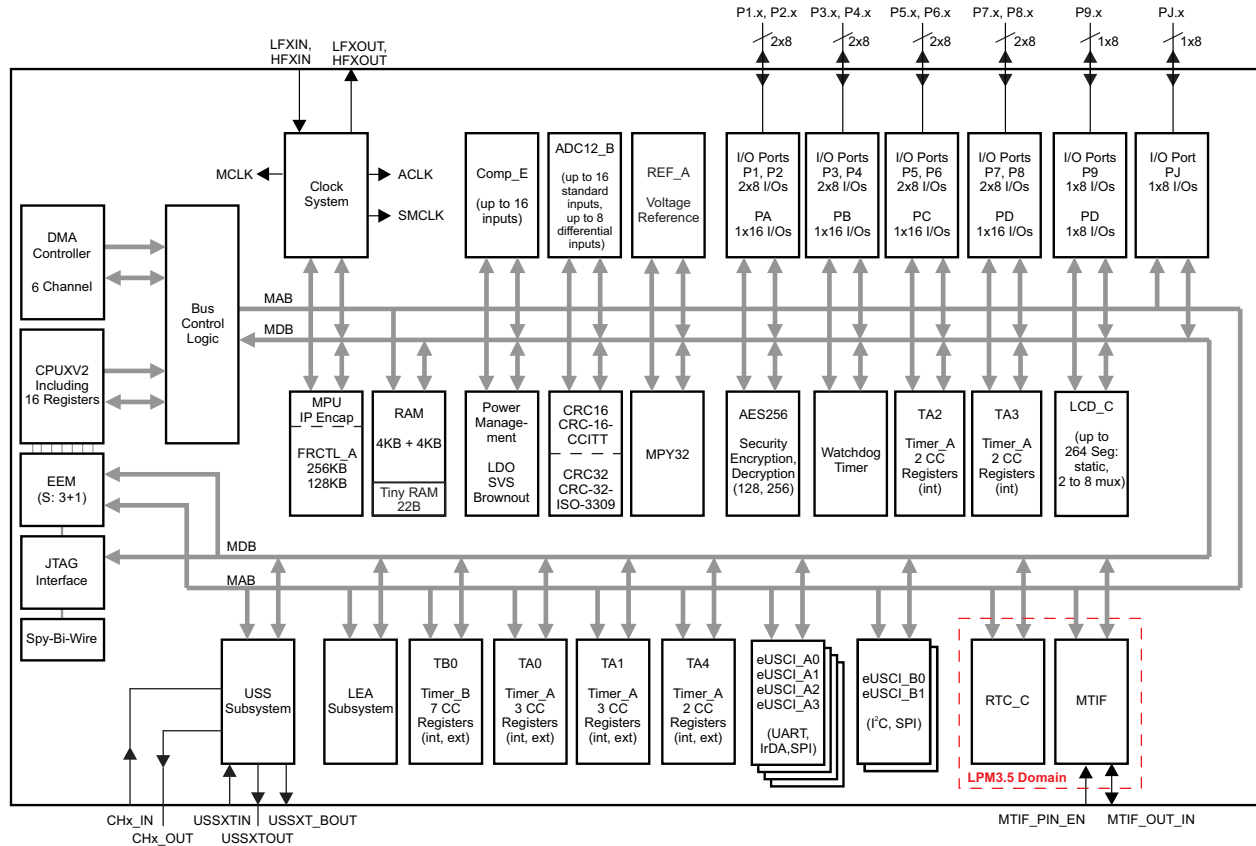 P1.x, P2.x
P3.x, P4.x
P5.x, P6.x
P7.x, P8.x
P9.x
PJ.x
2x8
2x8
2x8
2x8
1x8
1x8
LFXIN,
HFXIN
LFXOUT,
HFXOUT
MCLK
Clock
System
ACLK
SMCLK
Comp_E
(up to 16
inputs)
ADC12_B
(up to 16
standard
inputs,
up to 8
differential
inputs)
REF_A
Voltage
Reference
I/O Ports
P1, P2
2x8 I/Os
PA
1x16 I/Os
I/O Ports
P3, P4
2x8 I/Os
PB
1x16 I/Os
I/O Ports
P5, P6
2x8 I/Os
PC
1x16 I/Os
I/O Ports
P7, P8
2x8 I/Os
PD
1x16 I/Os
I/O Ports
P9
1x8 I/Os
PD
1x8 I/Os
I/O Port
PJ
1x8 I/Os
DMA
Controller
6 Channel
Bus
Control
Logic
MAB
MDB
CPUXV2
Including
16 Registers
EEM
(S: 3+1)
JTAG
Interface
Spy-Bi-Wire
MPU
IP Encap
FRCTL_A
256KB
128KB
RAM
4KB + 4KB
Tiny RAM
22B
Power
Manage-
ment
LDO
SVS
Brownout
CRC16
CRC-16-
CCITT
CRC32
CRC-32-
ISO-3309
MPY32
AES256
Security
Encryption,
Decryption
(128, 256)
Watchdog
Timer
TA2
Timer_A
2 CC
Registers
(int)
TA3
Timer_A
2 CC
Registers
(int)
LCD_C
(up to
264 Seg:
static,
2 to 8 mux)
MDB
MAB
USS
Subsystem
LEA
Subsystem
TB0
Timer_B
7 CC
Registers
(int, ext)
TA0
Timer_A
3 CC
Registers
(int, ext)
TA1
Timer_A
3 CC
Registers
(int, ext)
TA4
Timer_A
2 CC
Registers
(int, ext)
eUSCI_A0
eUSCI_A1
eUSCI_A2
eUSCI_A3
(UART,
IrDA,SPI)
eUSCI_B0
eUSCI_B1
(I²C, SPI)
RTC_C
MTIF
LPM3.5 Domain
CHx_IN
CHx_OUT
USSXTIN
USSXTOUT
USSXT_BOUT
MTIF_PIN_EN
MTIF_OUT_IN